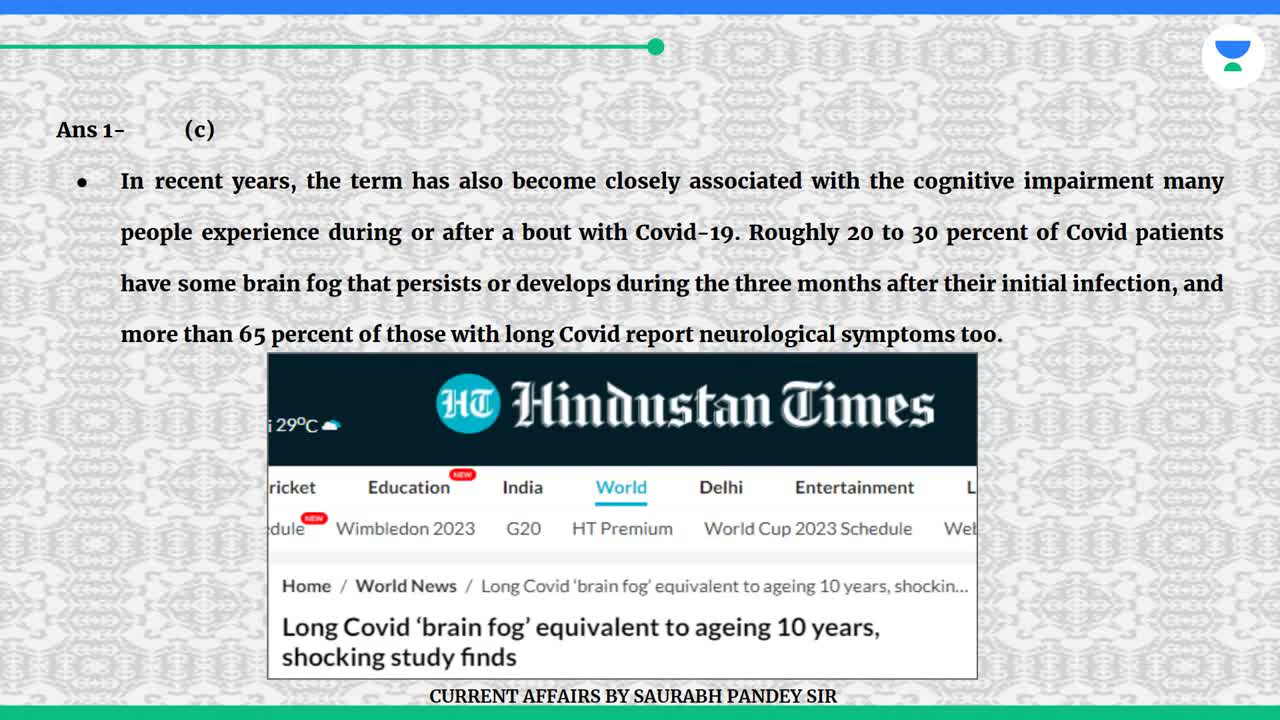 Ans 1- (c)
● In recent years, the term has also become closely associated with the cognitive impairment many
people experience during or after a bout with Covid-19. Roughly 20 to 30 percent of Covid patients
have some brain fog that persists or develops during the three months after their initial infection, and
more than 65 percent of those with long Covid report neurological symptoms too.
HT Hindustan Times
i 29°C
ricket Education NEW India World Delhi Entertainment L
edule NEW Wimbledon 2023 G20 HT Premium World Cup 2023 Schedule Web
Home / World News / Long Covid ‘brain fog’ equivalent to ageing 10 years, shockin...
Long Covid ‘brain fog’ equivalent to ageing 10 years,
shocking study finds
CURRENT AFFAIRS BY SAURABH PANDEY SIR